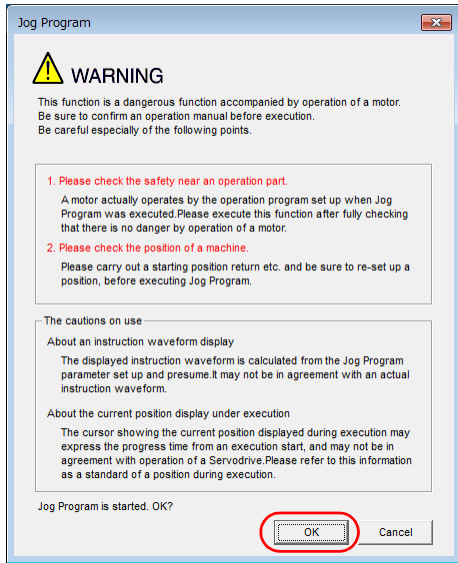 Jog Program
WARNING
This function is a dangerous function accompanied by operation of a motor.
Be sure to confirm an operation manual before execution.
Be careful especially of the following points.
1. Please check the safety near an operation part.
A motor actually operates by the operation program set up when Jog
Program was executed.Please execute this function after fully checking
that there is no danger by operation of a motor.
2. Please check the position of a machine.
Please carry out a starting position return etc. and be sure to re-set up a
position, before executing Jog Program.
The cautions on use
About an instruction waveform display
The displayed instruction waveform is calculated from the Jog Program
parameter set up and presume.It may not be in agreement with an actual
instruction waveform.
About the current position display under execution
The cursor showing the current position displayed during execution may
express the progress time from an execution start, and may not be in
agreement with operation of a Servodrive.Please refer to this information
as a standard of a position during execution.
Jog Program is started. OK?
OK
Cancel